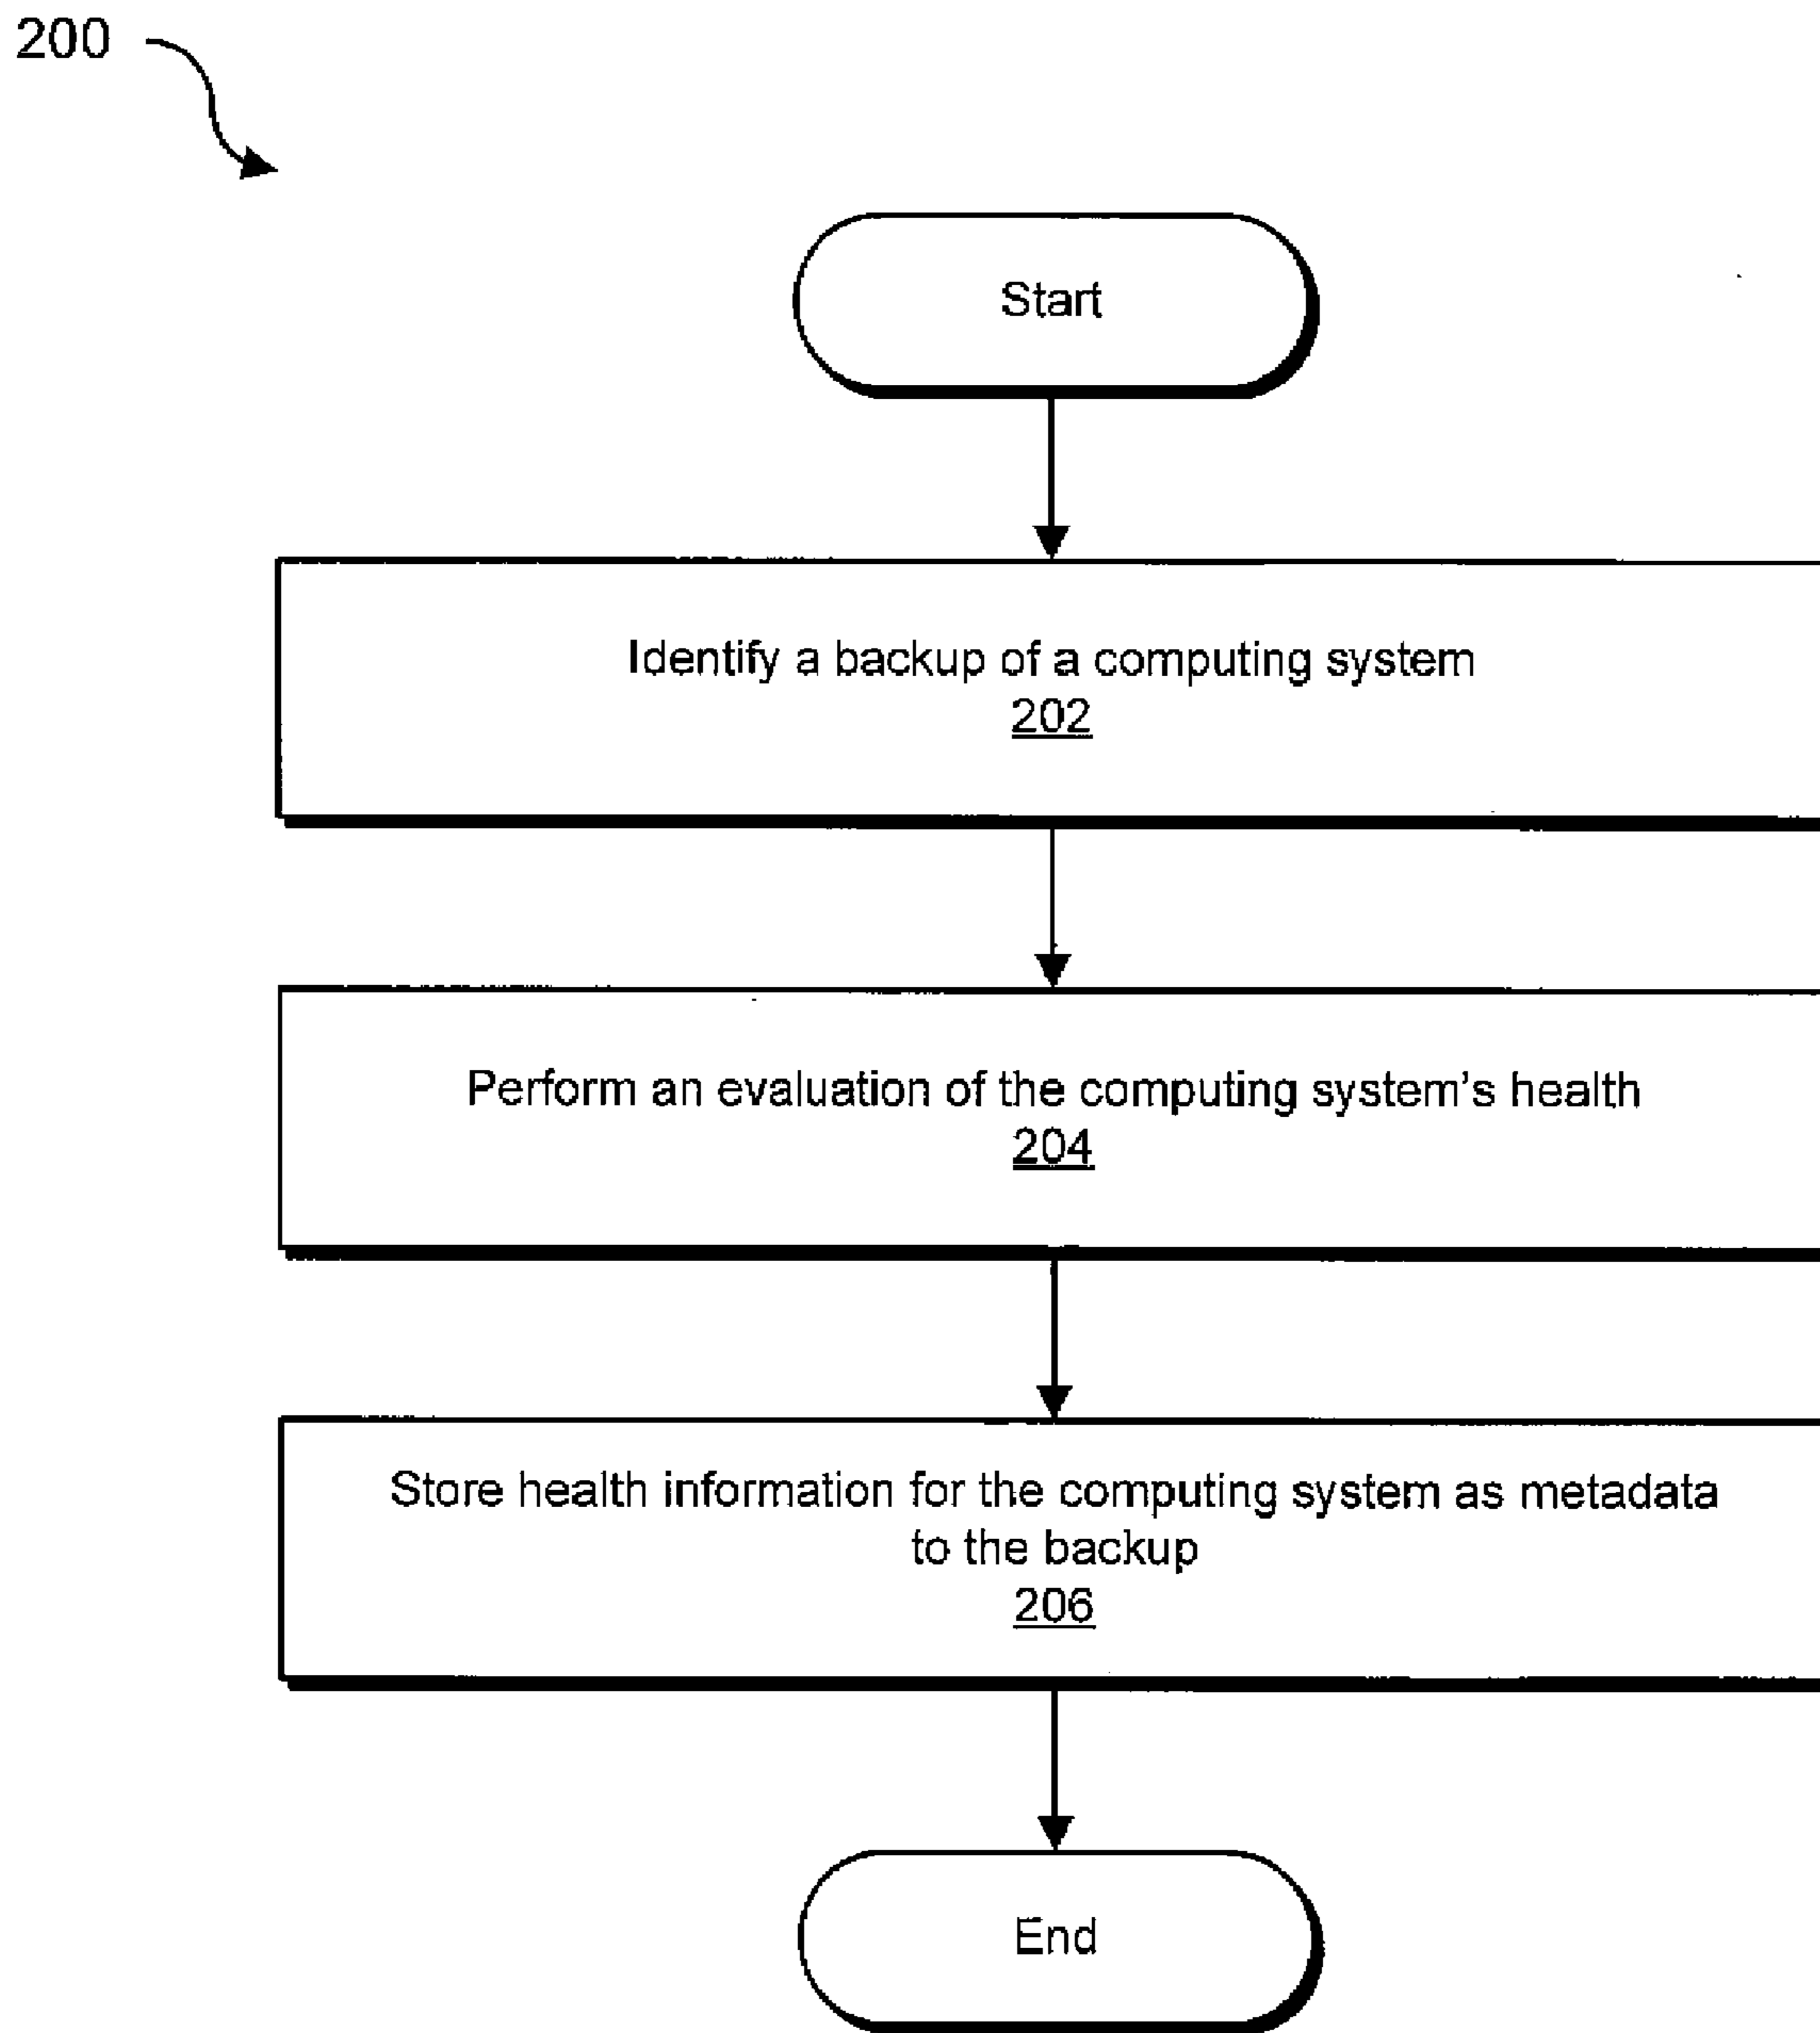 200
Start
Identify a backup of a computing system
202
Perform an evaluation of the computing system's health
204
Store health information for the computing system as metadata
to the backup
206
End